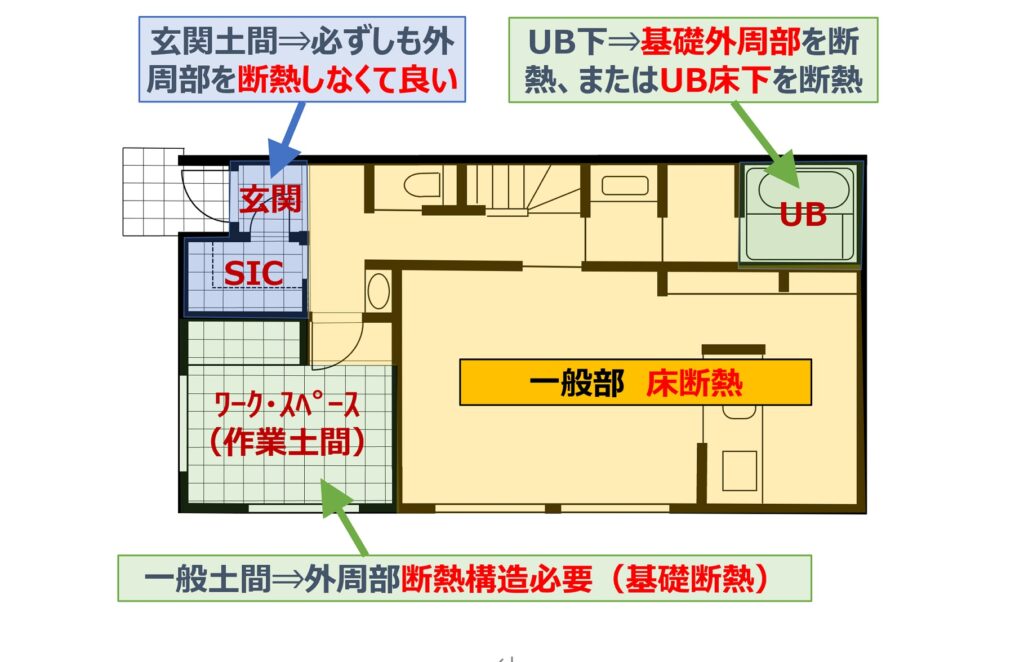 玄関土間⇒必ずしも外
周部を断熱しなくて良い
UB下⇒基礎外周部を断
熱、またはUB床下を断熱
玄関
UB
SIC
一般部　床断熱
ﾜｰｸ・ｽﾍﾟｰｽ
（作業土間）
一般土間⇒外周部断熱構造必要（基礎断熱）